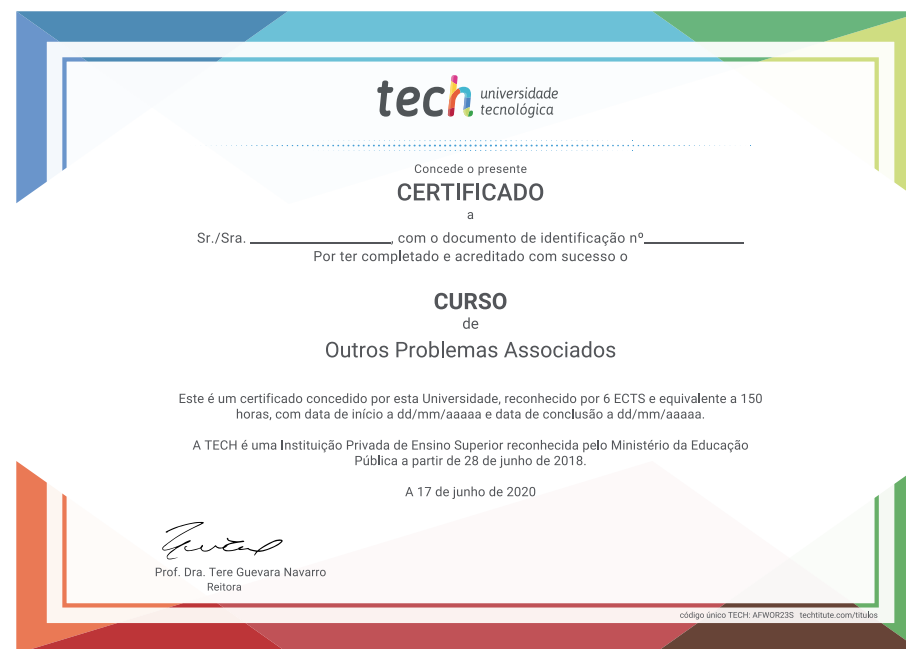 tech universidade
tecnológica
Concede o presente
CERTIFICADO
a
Sr./Sra. ____________________, com o documento de identificação nº______________
Por ter completado e acreditado com sucesso o
CURSO
de
Outros Problemas Associados
Este é um certificado concedido por esta Universidade, reconhecido por 6 ECTS e equivalente a 150
horas, com data de início a dd/mm/aaaaa e data de conclusão a dd/mm/aaaaa.
A TECH é uma Instituição Privada de Ensino Superior reconhecida pelo Ministério da Educação
Pública a partir de 28 de junho de 2018.
A 17 de junho de 2020
Prof. Dra. Tere Guevara Navarro
Reitora
código único TECH: AFWOR23S techtitute.com/titulos